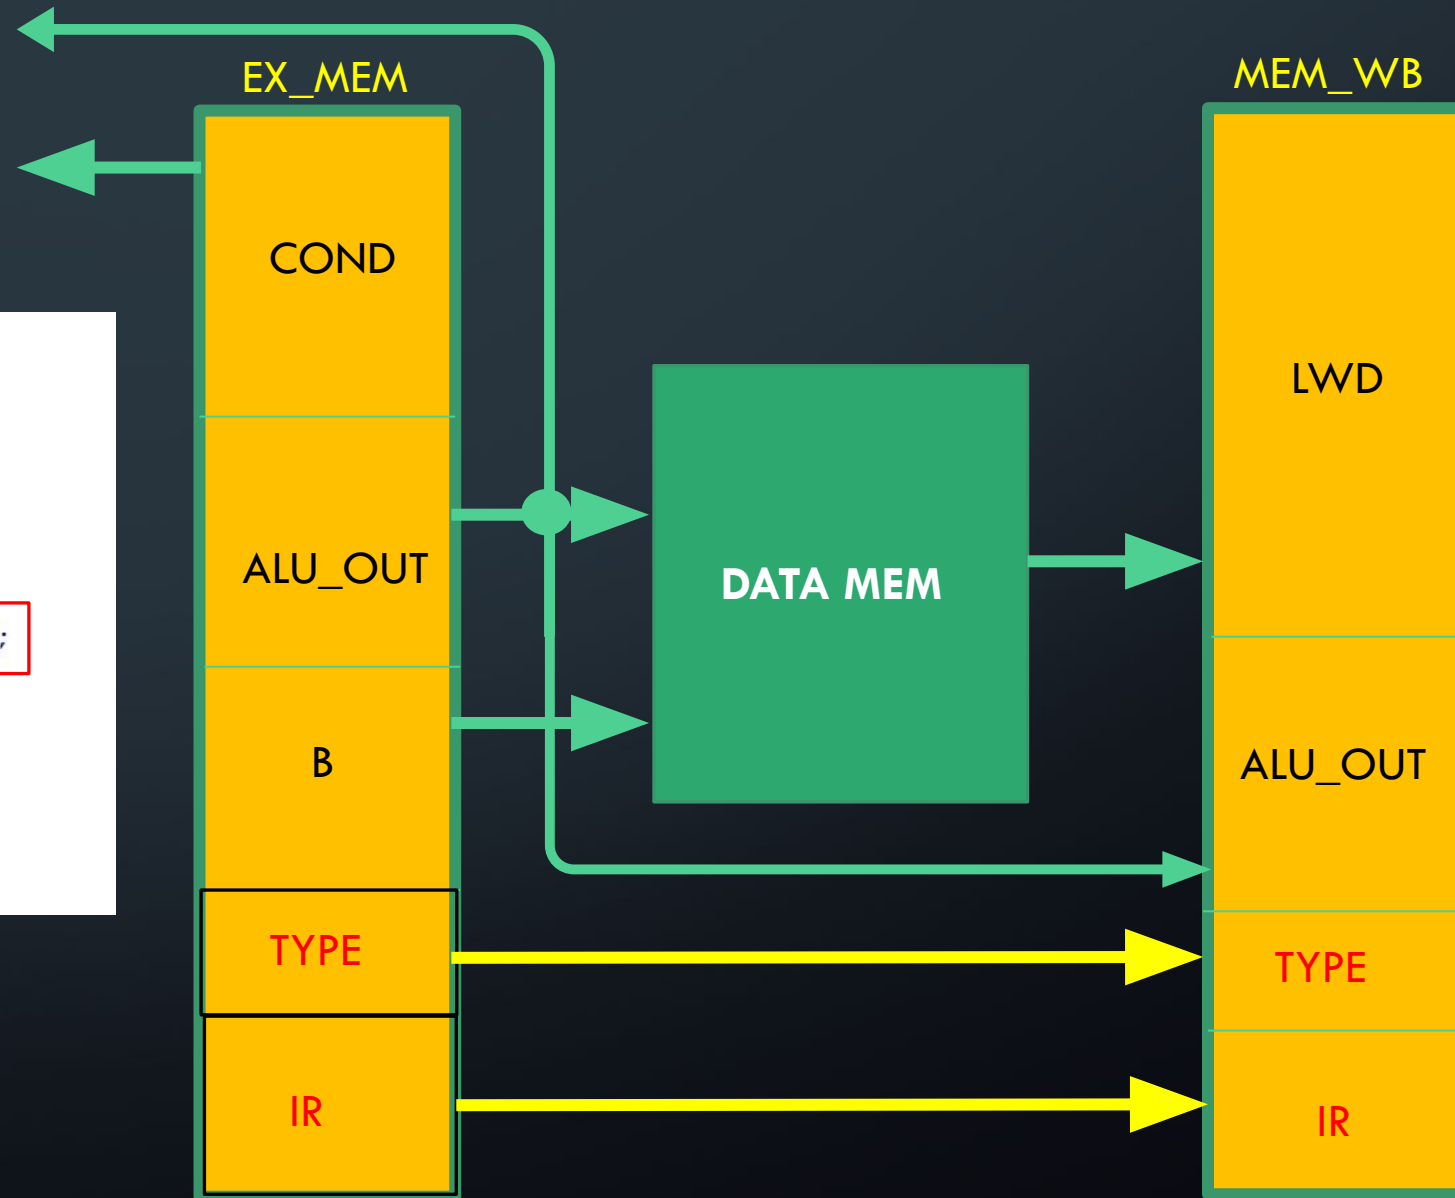 EX_MEM
COND
ALU_OUT
B
TYPE
IR
;
DATA MEM
MEM_WB
LWD
ALU_OUT
TYPE
IR